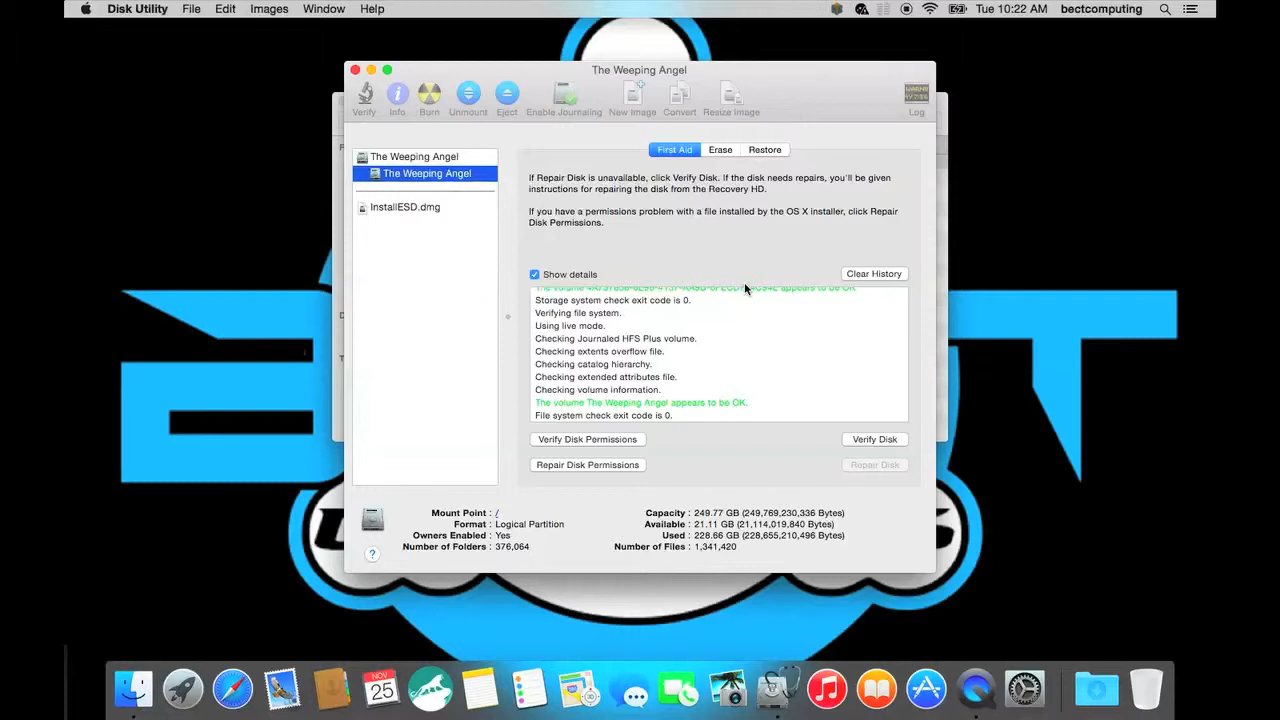 Disk Utility File Edit Images Window Help Tue 10:22 AM bectcomputing
The Weeping Angel
Verify Info Burn Unmount Eject Enable Journaling New Image Convert Resize Image Log
First Aid Erase Restore
The Weeping Angel
The Weeping Angel
InstallESD.dmg
If Repair Disk is unavailable, click Verify Disk. If the disk needs repairs, you'll be given
instructions for repairing the disk from the Recovery HD.
If you have a permissions problem with a file installed by the OS X installer, click Repair
Disk Permissions.
Show details Clear History
appears to be OK
Storage system check exit code is 0.
Verifying file system.
Using live mode.
Checking Journaled HFS Plus volume.
Checking extents overflow file.
Checking catalog hierarchy.
Checking extended attributes file.
Checking volume information.
The volume The Weeping Angel appears to be OK.
File system check exit code is 0.
Verify Disk Permissions Verify Disk
Repair Disk Permissions Repair Disk
Mount Point : / Capacity : 249.77 GB (249,769,230,336 Bytes)
Format : Logical Partition Available : 21.11 GB (21,114,019,840 Bytes)
Owners Enabled : Yes Used : 228.66 GB (228,655,210,496 Bytes)
Number of Folders : 376,064 Number of Files : 1,341,420
?
NOV
25